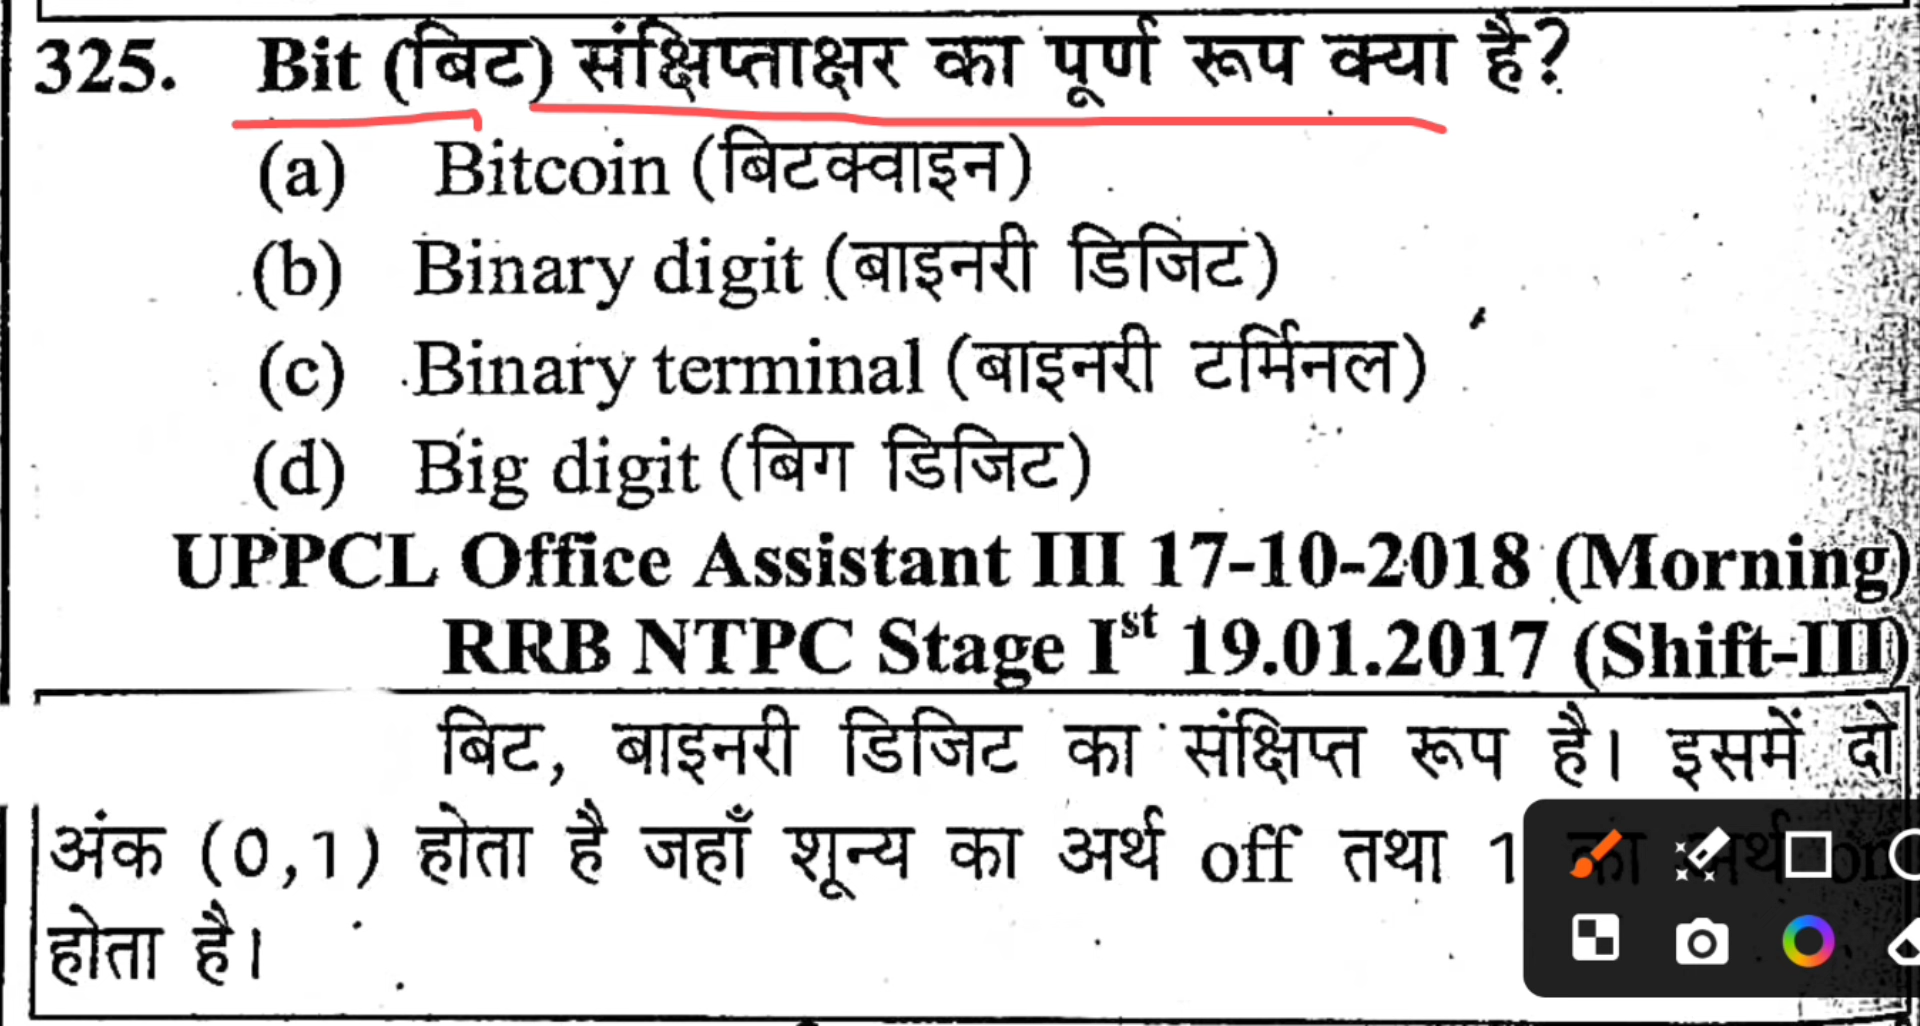 325. Bit (बिट) संक्षिप्ताक्षर का पूर्ण रूप क्या है?
(a) Bitcoin (बिटक्वाइन)
(b) Binary digit (बाइनरी डिजिट)
(c) Binary terminal (बाइनरी टर्मिनल)
(d) Big digit (बिग डिजिट)
UPPCL Office Assistant III 17-10-2018 (Morning)
RRB NTPC Stage Ist 19.01.2017 (Shift-III)
बिट, बाइनरी डिजिट का संक्षिप्त रूप है। इसमें दो
अंक (0,1) होता है जहाँ शून्य का अर्थ off तथा 1 का अर्थ on
होता है।